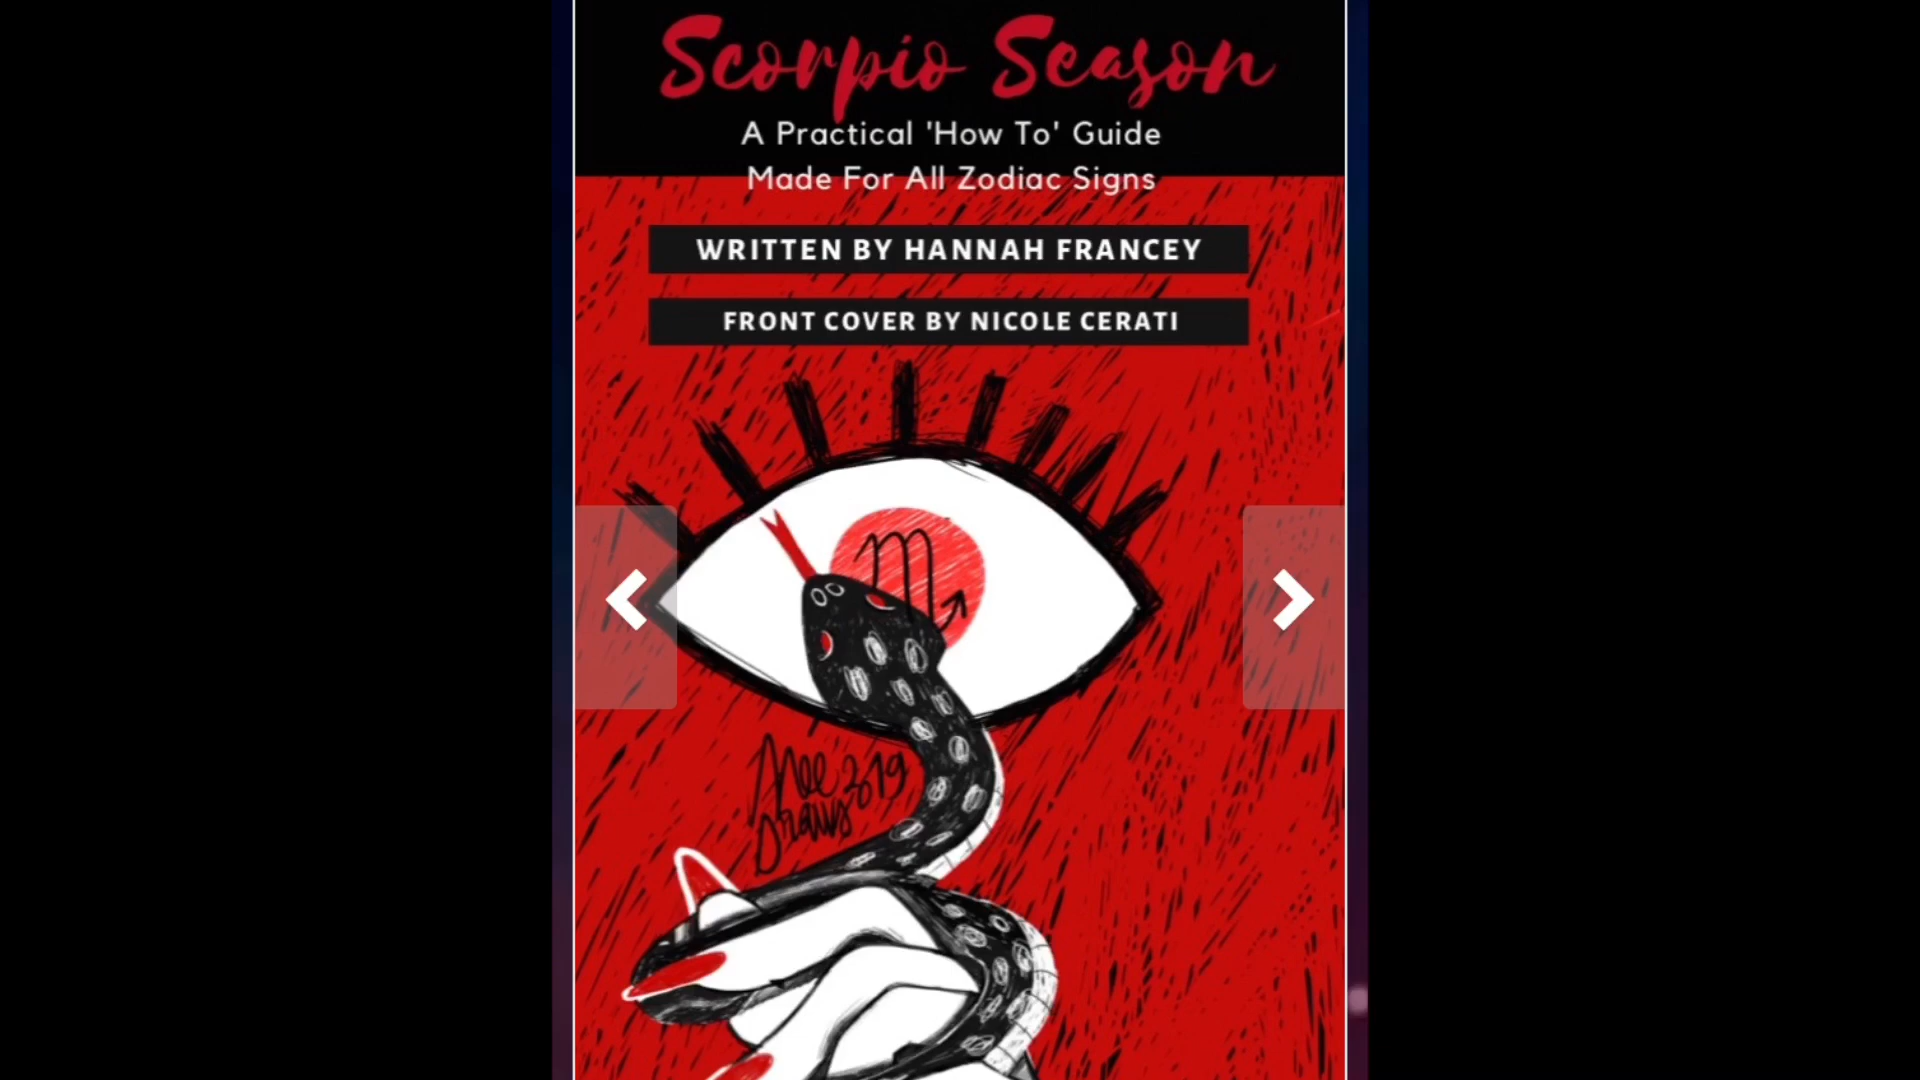 Scorpio Season
A Practical 'How To' Guide
Made For All Zodiac Signs
WRITTEN BY HANNAH FRANCEY
FRONT COVER BY NICOLE CERATI
2019
Draws